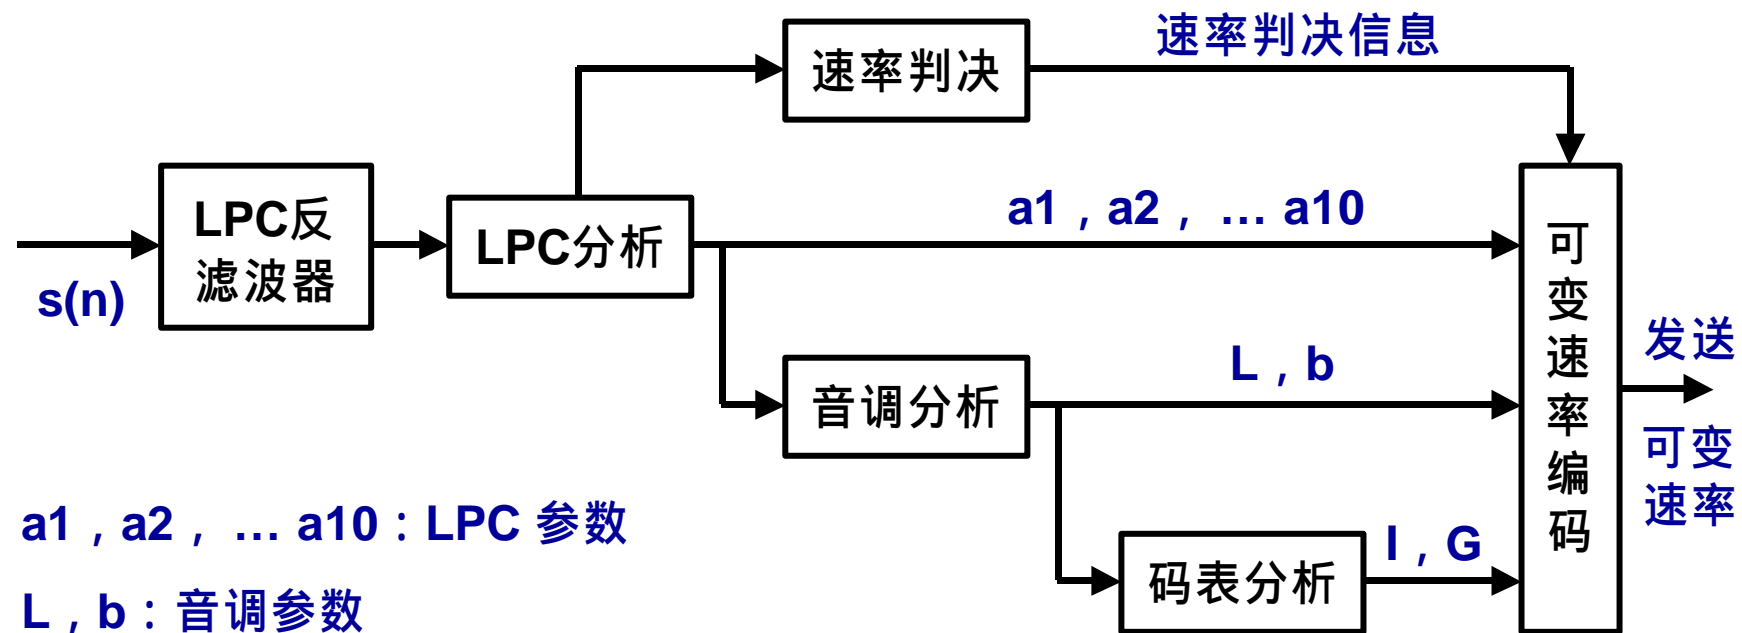 速率判决信息
速率判决
LPC反
滤波器
s(n)
LPC分析
a1，a2， … a10
音调分析
L，b
码表分析
I，G
可
变
速
率
编
码
发送
可变
速率
a1，a2， … a10：LPC 参数
L，b：音调参数